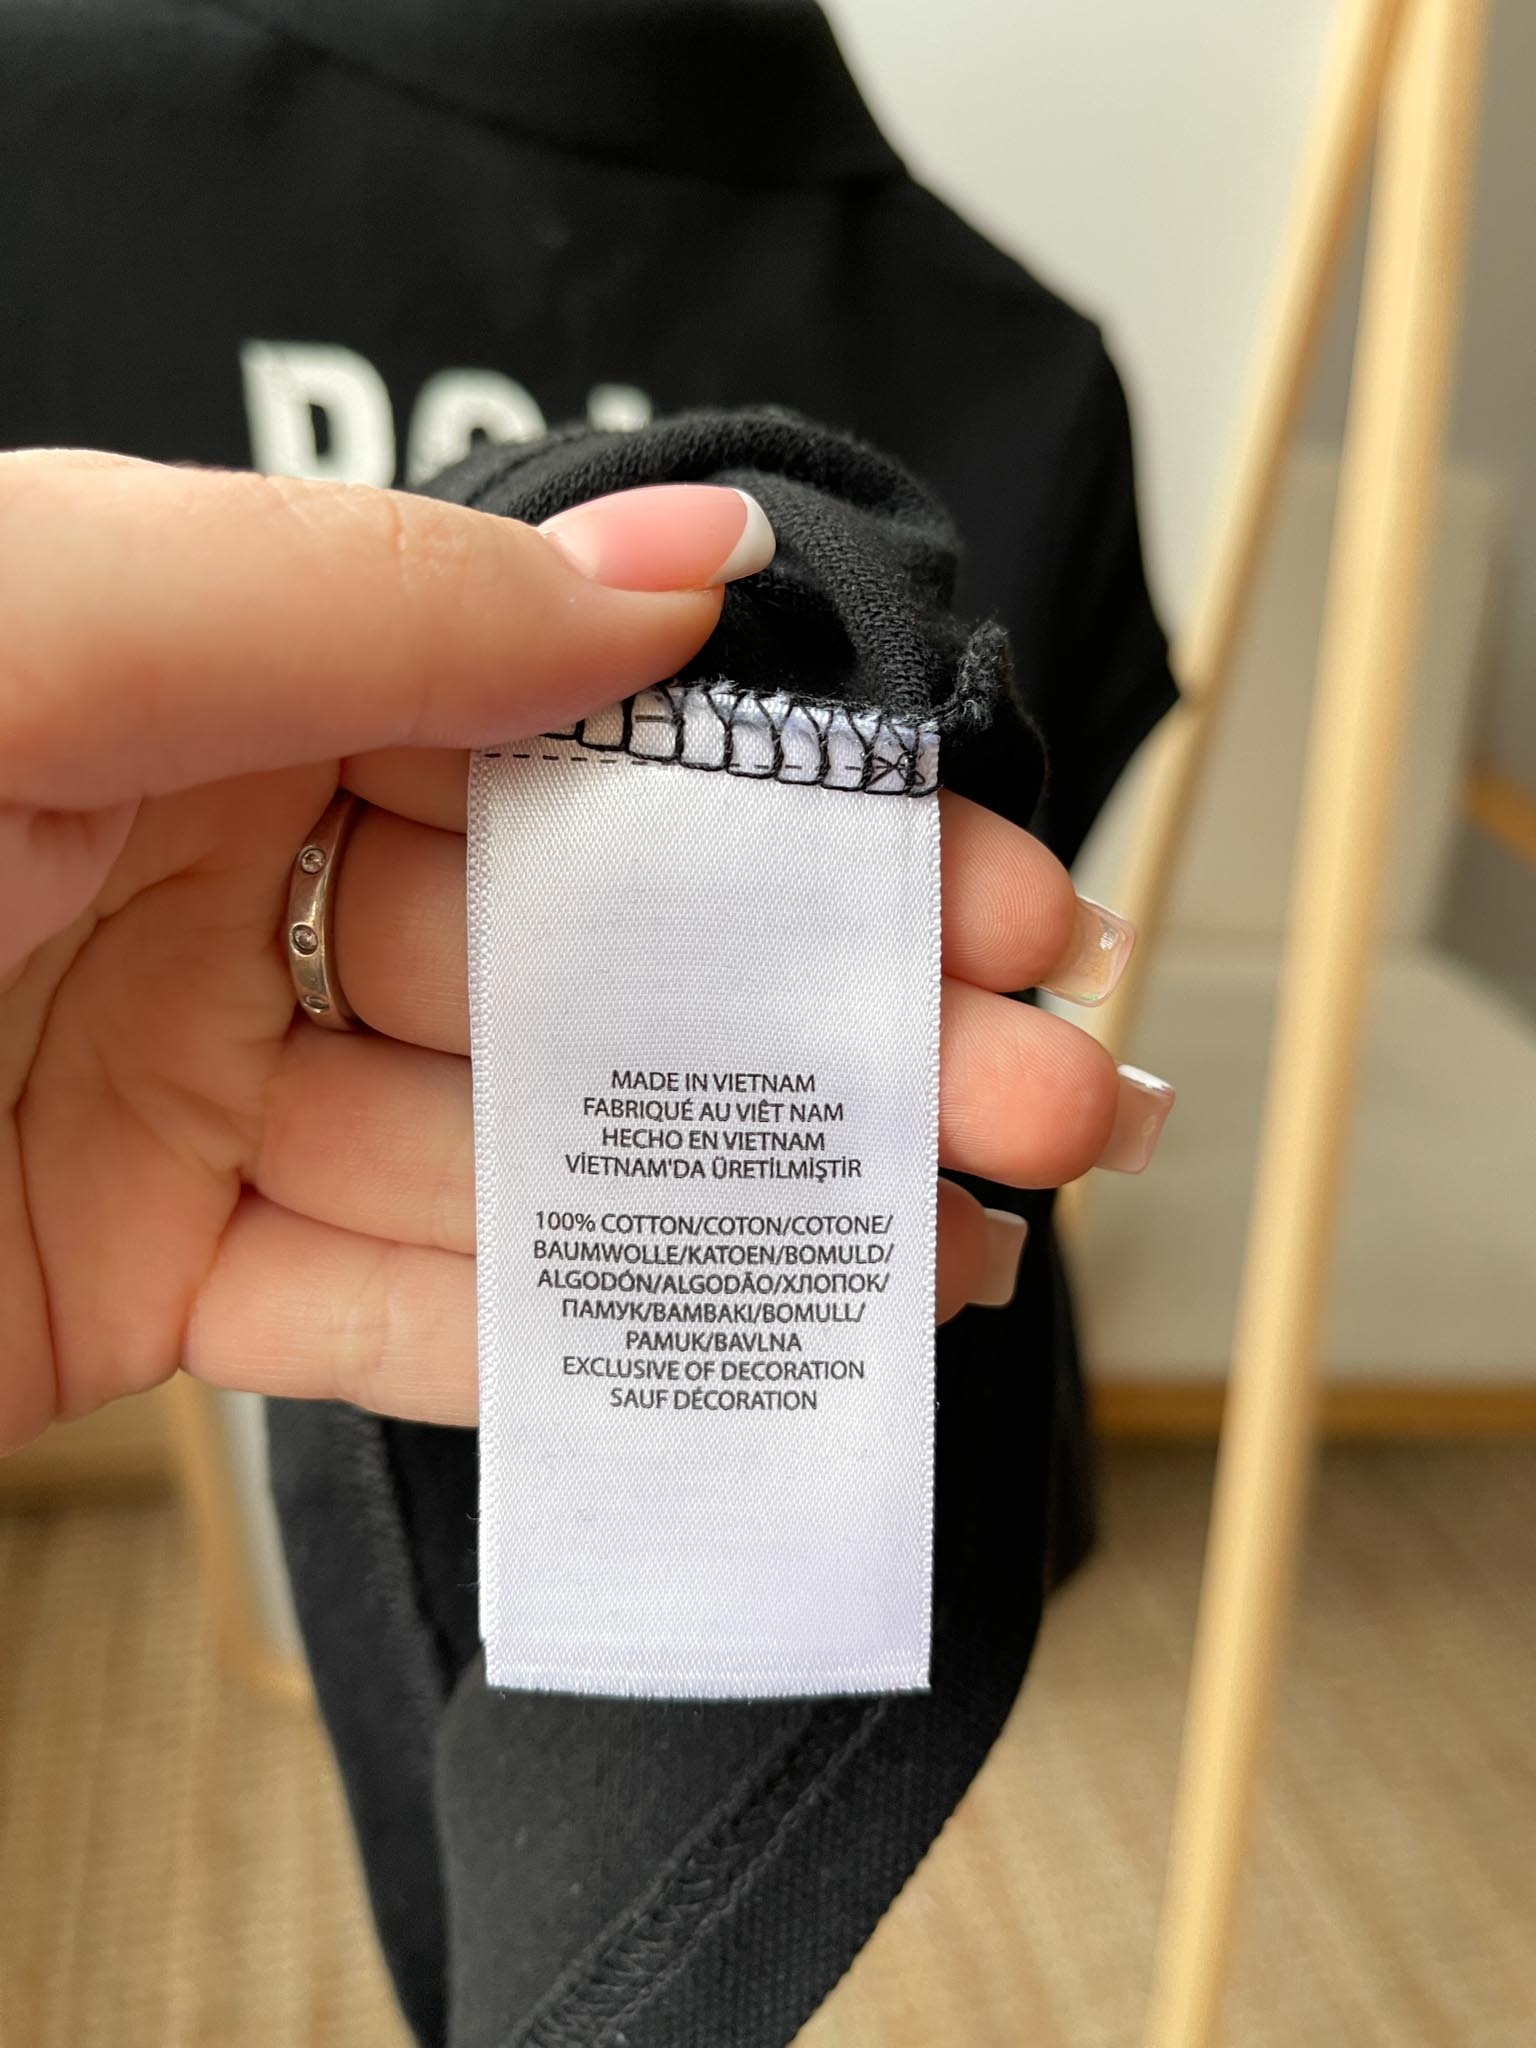 MADE IN VIETNAM
FABRIQUÉ AU VIÊT NAM
HECHO EN VIETNAM
VİETNAM'DA ÜRETİLMİŞTİR
100% COTTON/COTON/COTONE/
BAUMWOLLE/KATOEN/BOMULD/
ALGODÓN/ALGODÃO/ХЛОПОК/
ПАМУК/BAMBAKI/BOMULL/
PAMUK/BAVLNA
EXCLUSIVE OF DECORATION
SAUF DÉCORATION